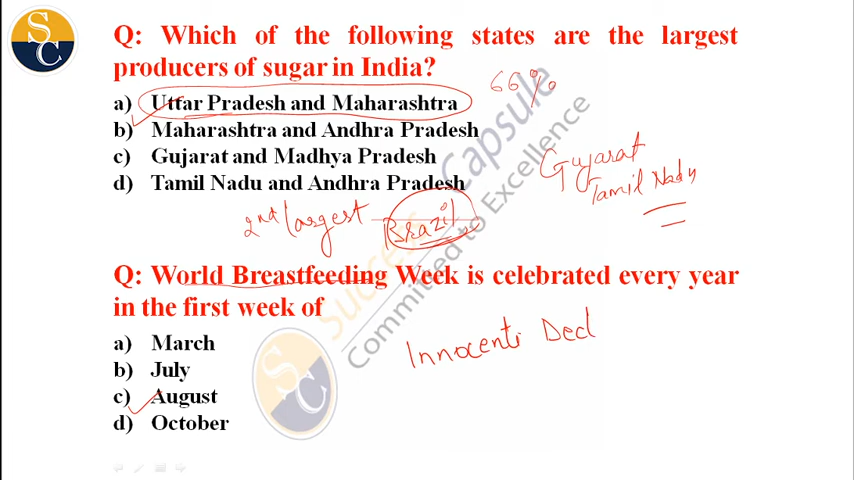 SC
Q: Which of the following states are the largest
producers of sugar in India?
66%
a) Uttar Pradesh and Maharashtra
b) Maharashtra and Andhra Pradesh
c) Gujarat and Madhya Pradesh
d) Tamil Nadu and Andhra Pradesh
Gujarat
Tamil Nadu
2nd largest Brazil
Q: World Breastfeeding Week is celebrated every year
in the first week of
a) March
b) July
c) August
d) October
Innocenti Decl
Success Capsule
Committed to Excellence